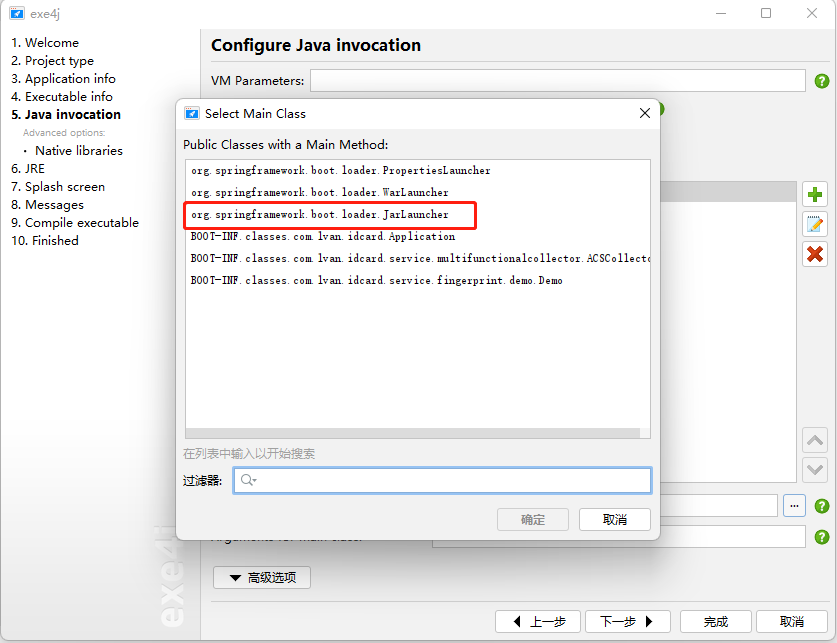 exe4j
1. Welcome
2. Project type
3. Application info
4. Executable info
5. Java invocation
Advanced options:
· Native libraries
6. JRE
7. Splash screen
8. Messages
9. Compile executable
10. Finished
exe4j
Configure Java invocation
VM Parameters:
Select Main Class
Public Classes with a Main Method:
org.springframework.boot.loader.PropertiesLauncher
org.springframework.boot.loader.WarLauncher
org.springframework.boot.loader.JarLauncher
BOOT-INF.classes.com.lvan.idcard.Application
BOOT-INF.classes.com.lvan.idcard.service.multifunctionalcollector.ACSCollecto
BOOT-INF.classes.com.lvan.idcard.service.fingerprint.demo.Demo
在列表中输入以开始搜索
过滤器:
确定 取消
...
Arguments for main class:
高级选项
上一步 下一步 完成 取消